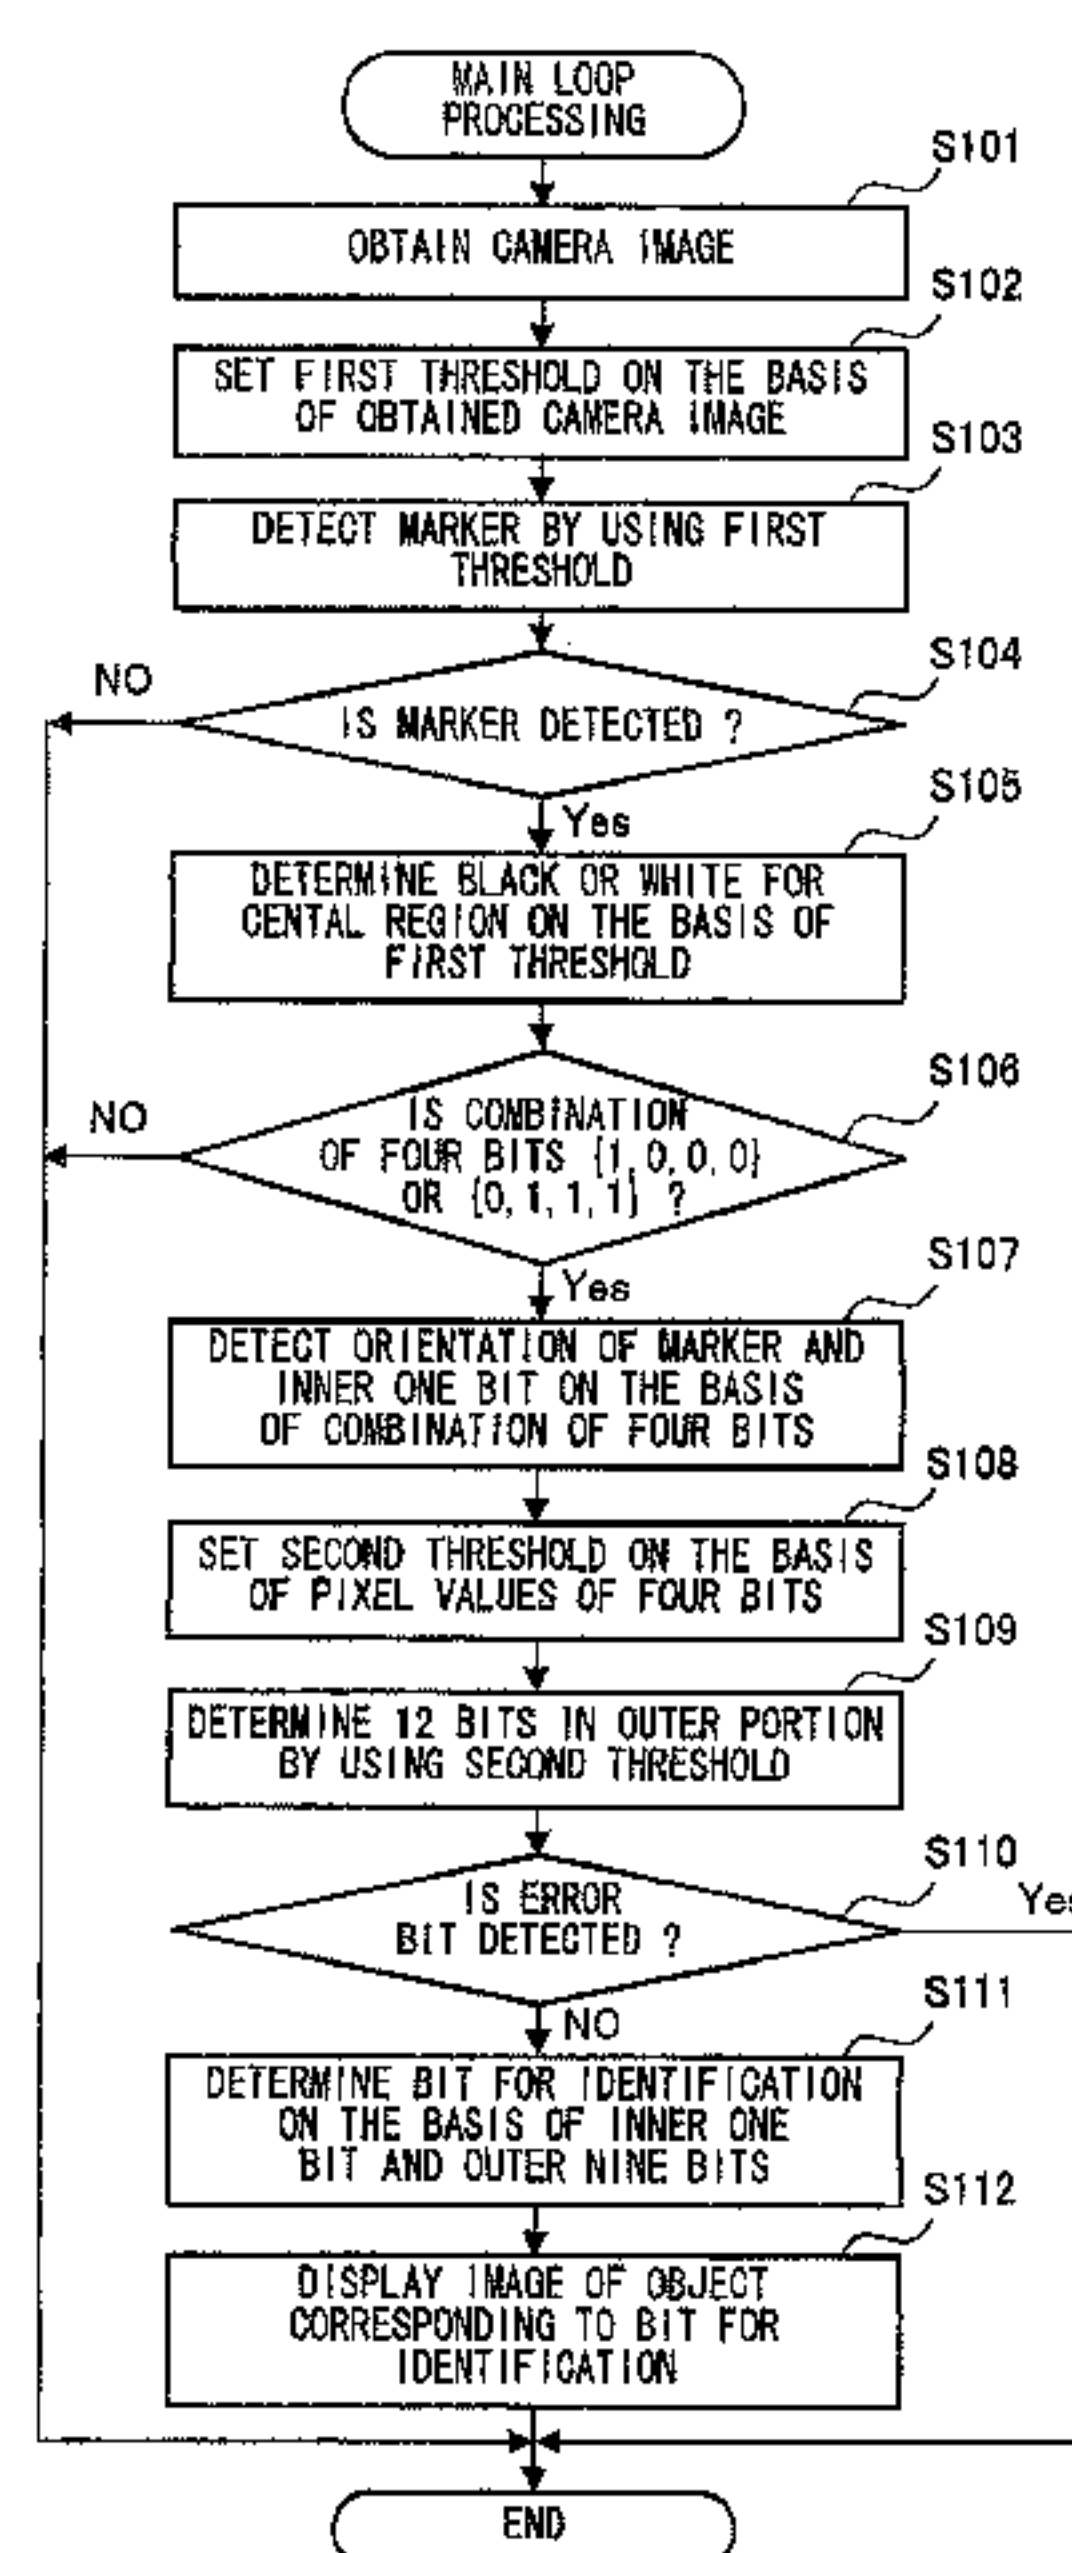 MAIN LOOP
PROCESSING
S101
OBTAIN CAMERA IMAGE
S102
SET FIRST THRESHOLD ON THE BASIS
OF OBTAINED CAMERA IMAGE
S103
DETECT MARKER BY USING FIRST
THRESHOLD
S104
NO
IS MARKER DETECTED ?
S105
Yes
DETERMINE BLACK OR WHITE FOR
CENTAL REGION ON THE BASIS OF
FIRST THRESHOLD
S106
NO
IS COMBINATION
OF FOUR BITS {1, 0, 0, 0}
OR {0, 1, 1, 1} ?
S107
Yes
DETECT ORIENTATION OF MARKER AND
INNER ONE BIT ON THE BASIS
OF COMBINATION OF FOUR BITS
S108
SET SECOND THRESHOLD ON THE BASIS
OF PIXEL VALUES OF FOUR BITS
S109
DETERMINE 12 BITS IN OUTER PORTION
BY USING SECOND THRESHOLD
S110
Yes
IS ERROR
BIT DETECTED ?
S111
NO
DETERMINE BIT FOR IDENTIFICATION
ON THE BASIS OF INNER ONE
BIT AND OUTER NINE BITS
S112
DISPLAY IMAGE OF OBJECT
CORRESPONDING TO BIT FOR
IDENTIFICATION
END